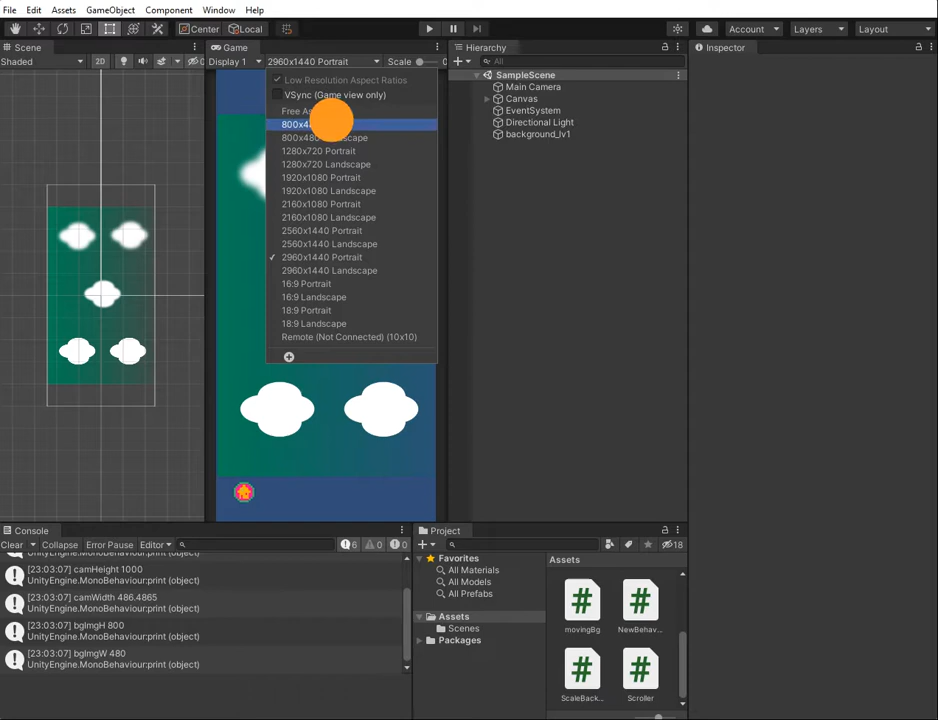 File Edit Assets GameObject Component Window Help
Center Local Account Layers Layout
Scene Game Hierarchy Inspector
Shaded 2D Display 1 2960x1440 Portrait Scale All
SampleScene
Main Camera
Canvas
EventSystem
Directional Light
background_lv1
Low Resolution Aspect Ratios
VSync (Game view only)
Free
800x480
1280x720 Portrait
1280x720 Landscape
1920x1080 Portrait
1920x1080 Landscape
2160x1080 Portrait
2160x1080 Landscape
2560x1440 Portrait
2560x1440 Landscape
2960x1440 Portrait
2960x1440 Landscape
16:9 Portrait
16:9 Landscape
18:9 Portrait
18:9 Landscape
Remote (Not Connected) (10x10)
Console
Clear Collapse Error Pause Editor 6 0 0
UnityEngine.MonoBehaviour:print (object)
[23:03:07] camHeight 1000
UnityEngine.MonoBehaviour:print (object)
[23:03:07] camWidth 486.4865
UnityEngine.MonoBehaviour:print (object)
[23:03:07] bgImgH 800
UnityEngine.MonoBehaviour:print (object)
[23:03:07] bgImgW 480
UnityEngine.MonoBehaviour:print (object)
Project
18
Favorites
All Materials
All Models
All Prefabs
Assets
Scenes
Packages
Assets
movingBg NewBehav...
ScaleBack... Scroller